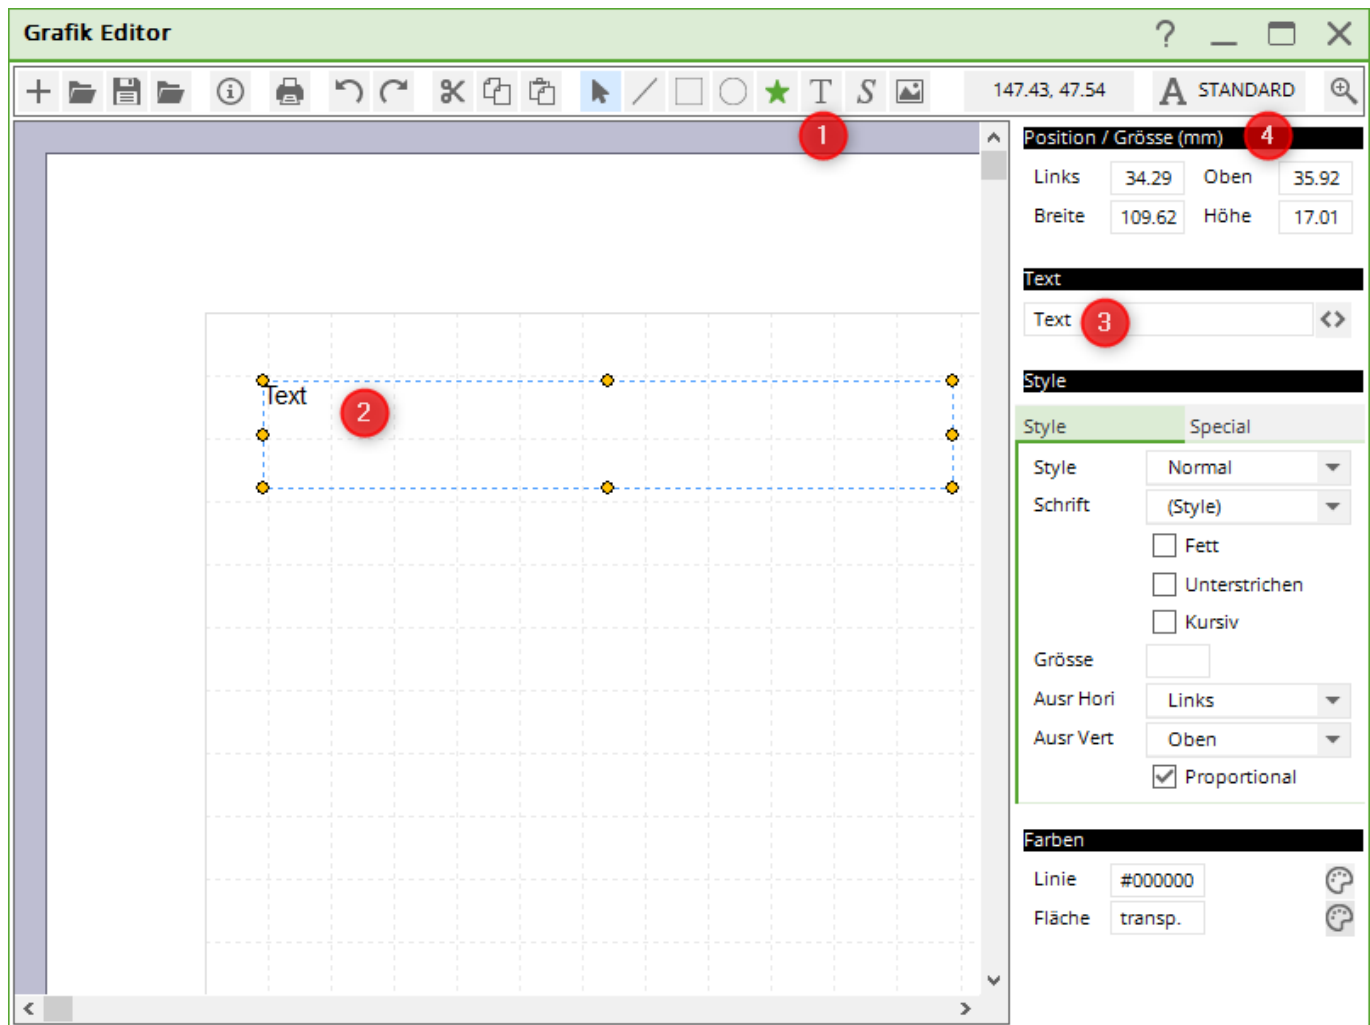 Grafik Editor
?
T S 147.43, 47.54 A STANDARD
1
Position / Grösse (mm) 4
Links 34.29 Oben 35.92
Breite 109.62 Höhe 17.01
Text
Text 3 <>
Text 2
Style
Style Special
Style Normal
Schrift (Style)
Fett
Unterstrichen
Kursiv
Grösse
Ausr Hori Links
Ausr Vert Oben
Proportional
Farben
Linie #000000
Fläche transp.